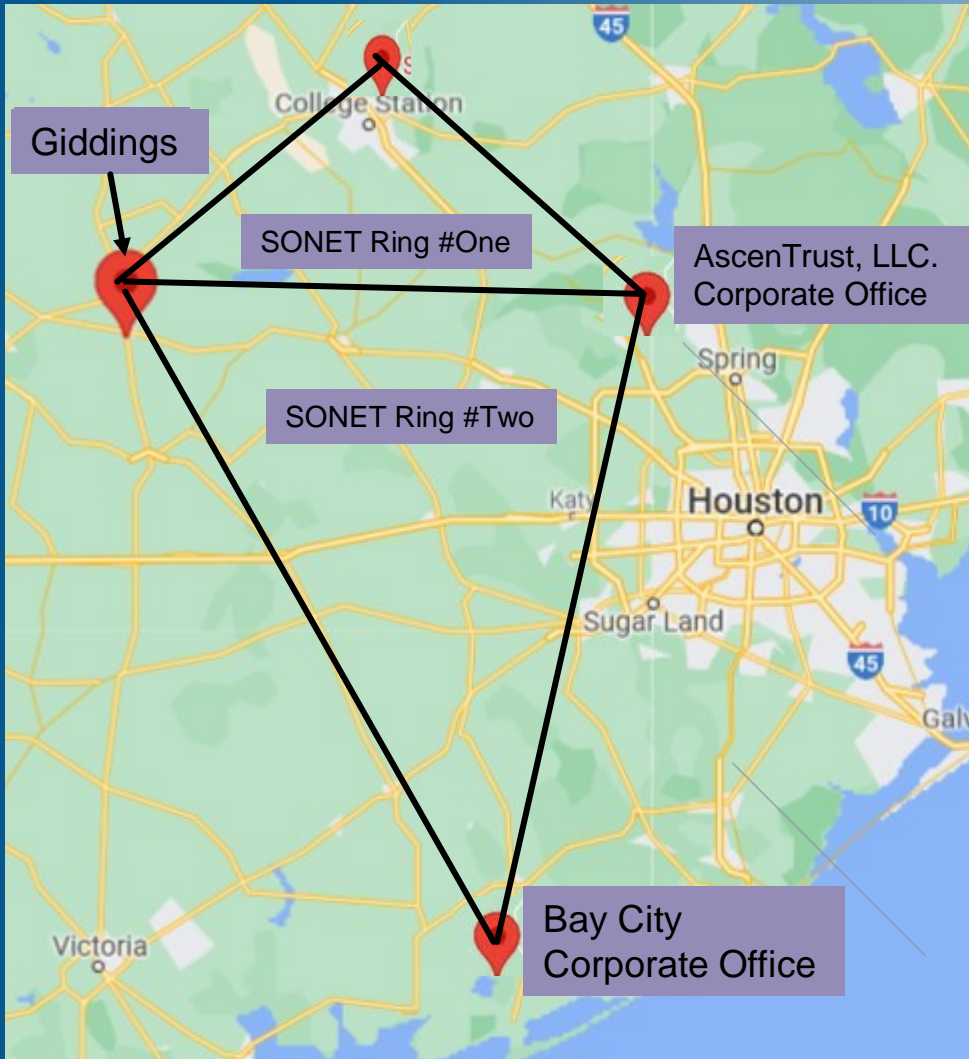 45
College Station
Giddings
SONET Ring #One
AscenTrust, LLC.
Corporate Office
Spring
SONET Ring #Two
Katy
Houston
10
Sugar Land
45
Galv
Bay City
Corporate Office
Victoria